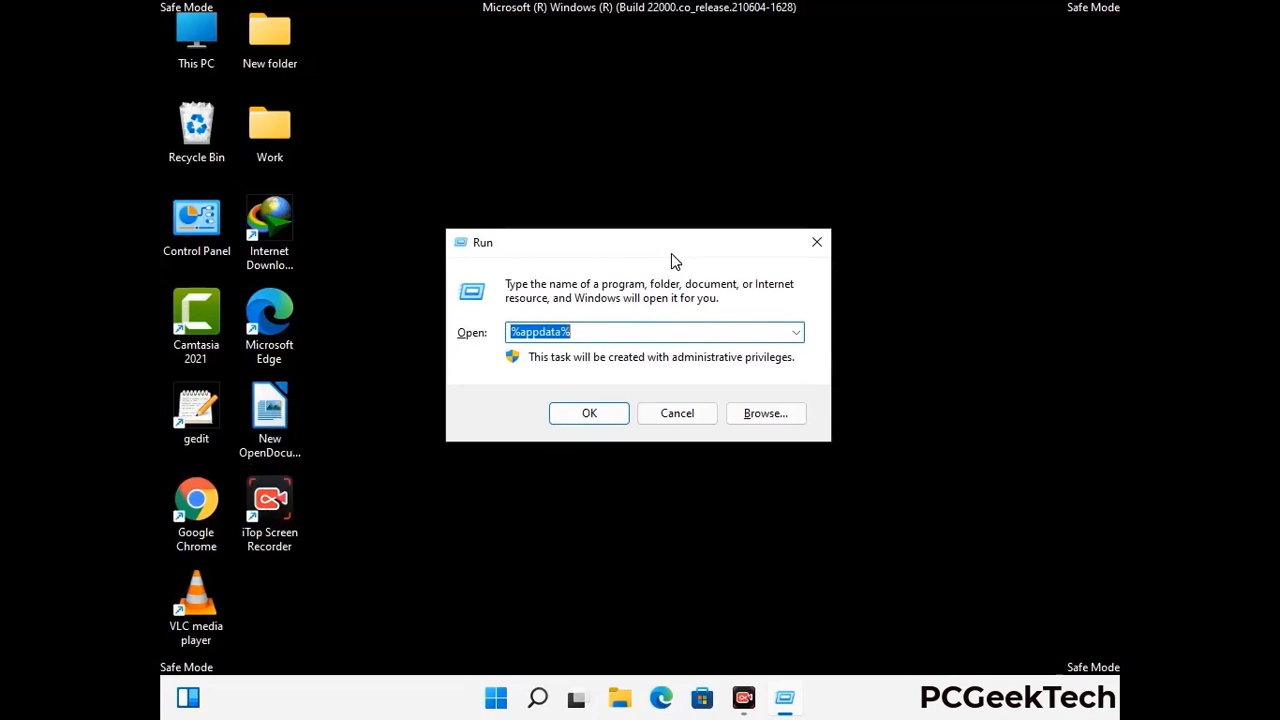 Safe Mode
Microsoft (R) Windows (R) (Build 22000.co_release.210604-1628)
Safe Mode
This PC
New folder
Recycle Bin
Work
Control Panel
Internet
Downlo...
Camtasia
2021
Microsoft
Edge
gedit
New
OpenDocu...
Google
Chrome
iTop Screen
Recorder
VLC media
player
Run
Type the name of a program, folder, document, or Internet
resource, and Windows will open it for you.
Open:
%appdata%
This task will be created with administrative privileges.
OK
Cancel
Browse...
Safe Mode
Safe Mode
PCGeekTech